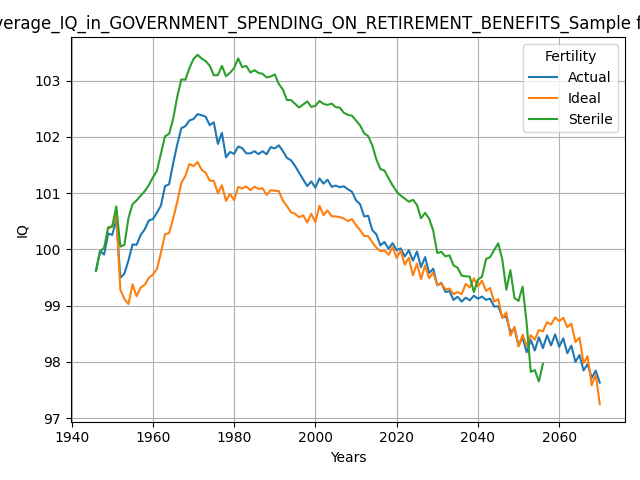 verage_IQ_in_GOVERNMENT_SPENDING_ON_RETIREMENT_BENEFITS_Sample f
Fertility
Actual
Ideal
Sterile
IQ
103
102
101
100
99
98
97
1940 1960 1980 2000 2020 2040 2060
Years